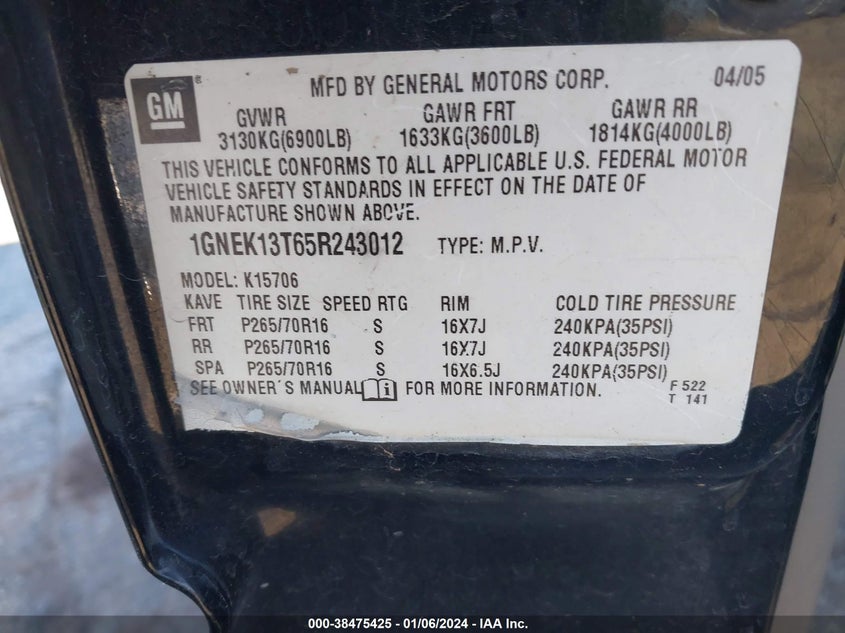 GM ®
MFD BY GENERAL MOTORS CORP. 04/05
GVWR GAWR FRT GAWR RR
3130KG(6900LB) 1633KG(3600LB) 1814KG(4000LB)
THIS VEHICLE CONFORMS TO ALL APPLICABLE U.S. FEDERAL MOTOR
VEHICLE SAFETY STANDARDS IN EFFECT ON THE DATE OF
MANUFACTURE SHOWN ABOVE.
1GNEK13T65R243012 TYPE: M.P.V.
MODEL: K15706
KAVE TIRE SIZE SPEED RTG RIM COLD TIRE PRESSURE
FRT P265/70R16 S 16X7J 240KPA(35PSI)
RR P265/70R16 S 16X7J 240KPA(35PSI)
SPA P265/70R16 S 16X6.5J 240KPA(35PSI)
SEE OWNER'S MANUAL i FOR MORE INFORMATION. F 522
T 141
000-38475425 - 01/06/2024 - IAA Inc.